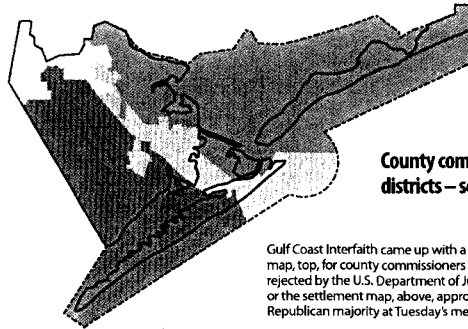 County com
districts – s
Gulf Coast Interfaith came up with a
map, top, for county commissioners
rejected by the U.S. Department of Ju
or the settlement map, above, appro
Republican majority at Tuesday's me